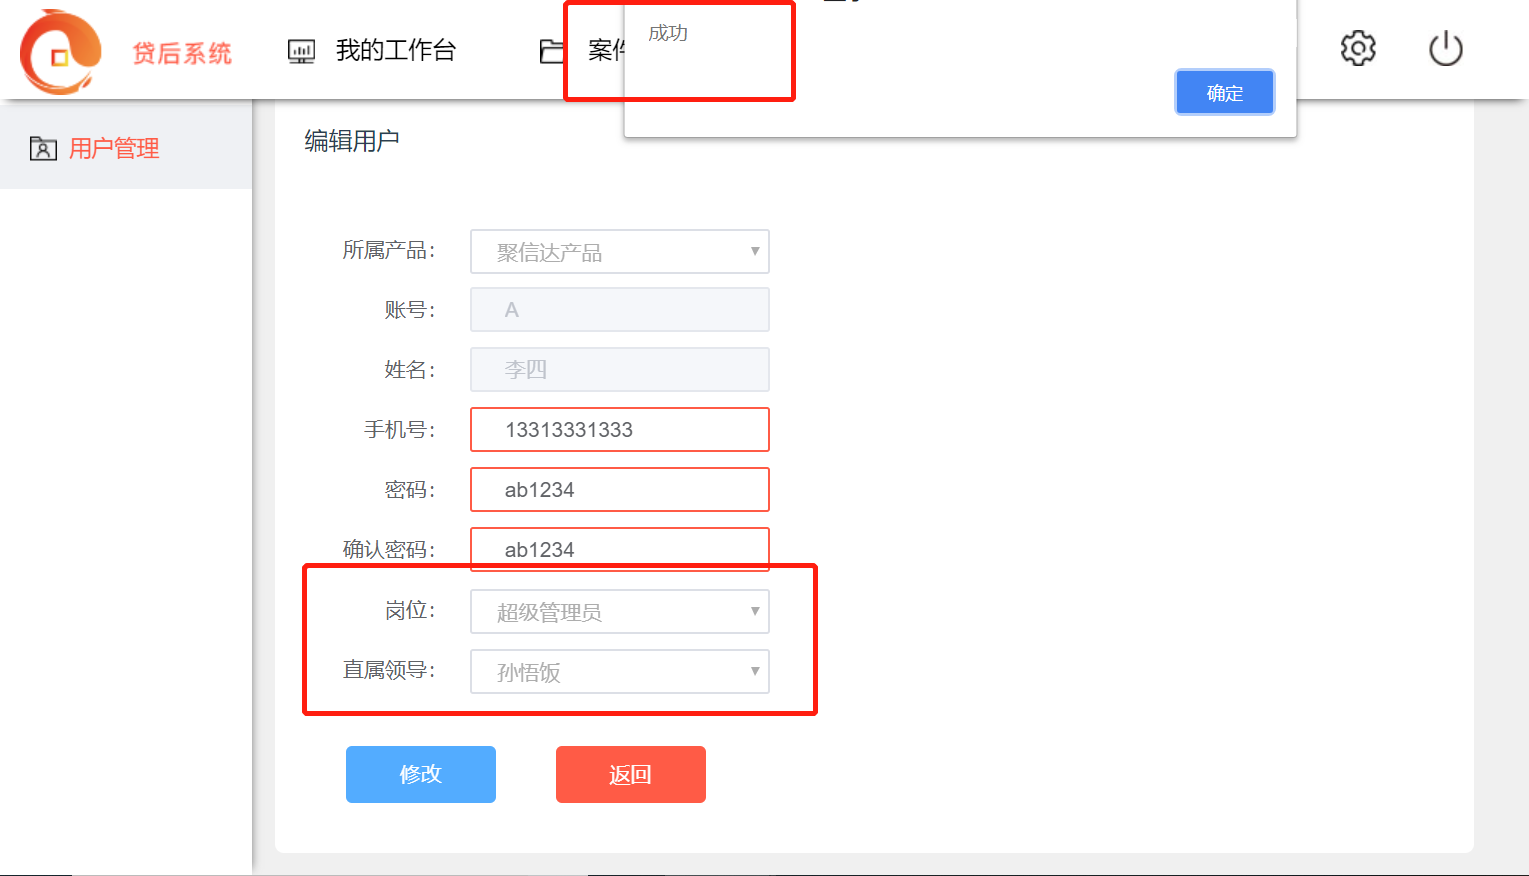 成功
贷后系统
我的工作台
案件
确定
用户管理
编辑用户
所属产品: 聚信达产品
账号: A
姓名: 李四
手机号: 13313331333
密码: ab1234
确认密码: ab1234
岗位: 超级管理员
直属领导: 孙悟饭
修改
返回